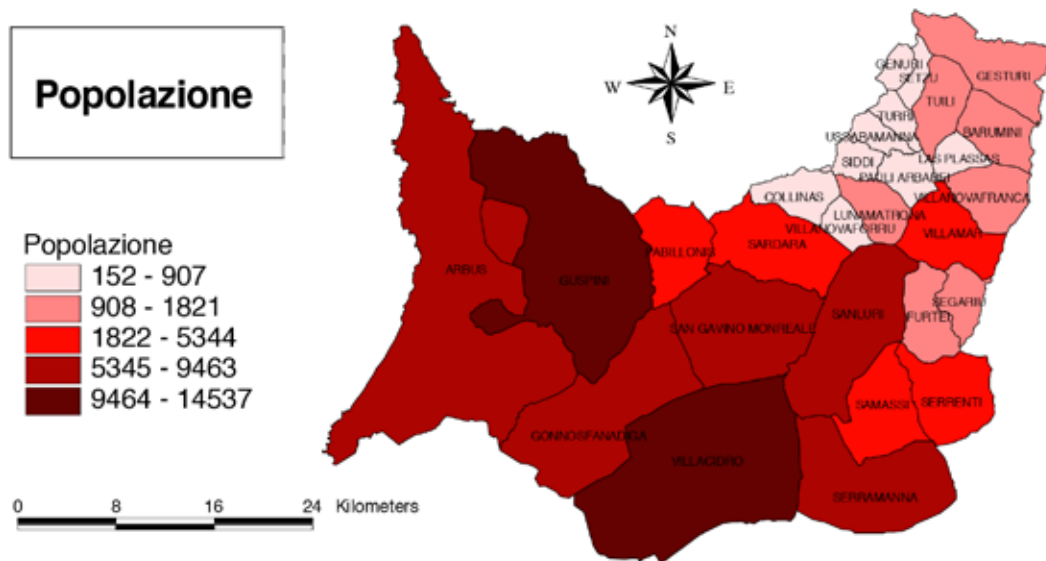 Popolazione
N
W E
S
Popolazione
152 - 907
908 - 1821
1822 - 5344
5345 - 9463
9464 - 14537
0 8 16 24 Kilometers
GENURI
SETZU
GESTURI
TUILI
TURRI
BARUMINI
USSARAMANNA
LAS PLASSAS
SIDDI
PAULI ARBAREI
COLLINAS
VILLANOVAFRANCA
LUNAMATRONA
VILLANOVAFORRU
VILLAMAR
SARDARA
PABILLONIS
ARBUS
GUSPINI
SEGARIU
FURTEI
SANLURI
SAN GAVINO MONREALE
SAMASSI
SERRENTI
GONNOSFANADIGA
VILLACIDRO
SERRAMANNA